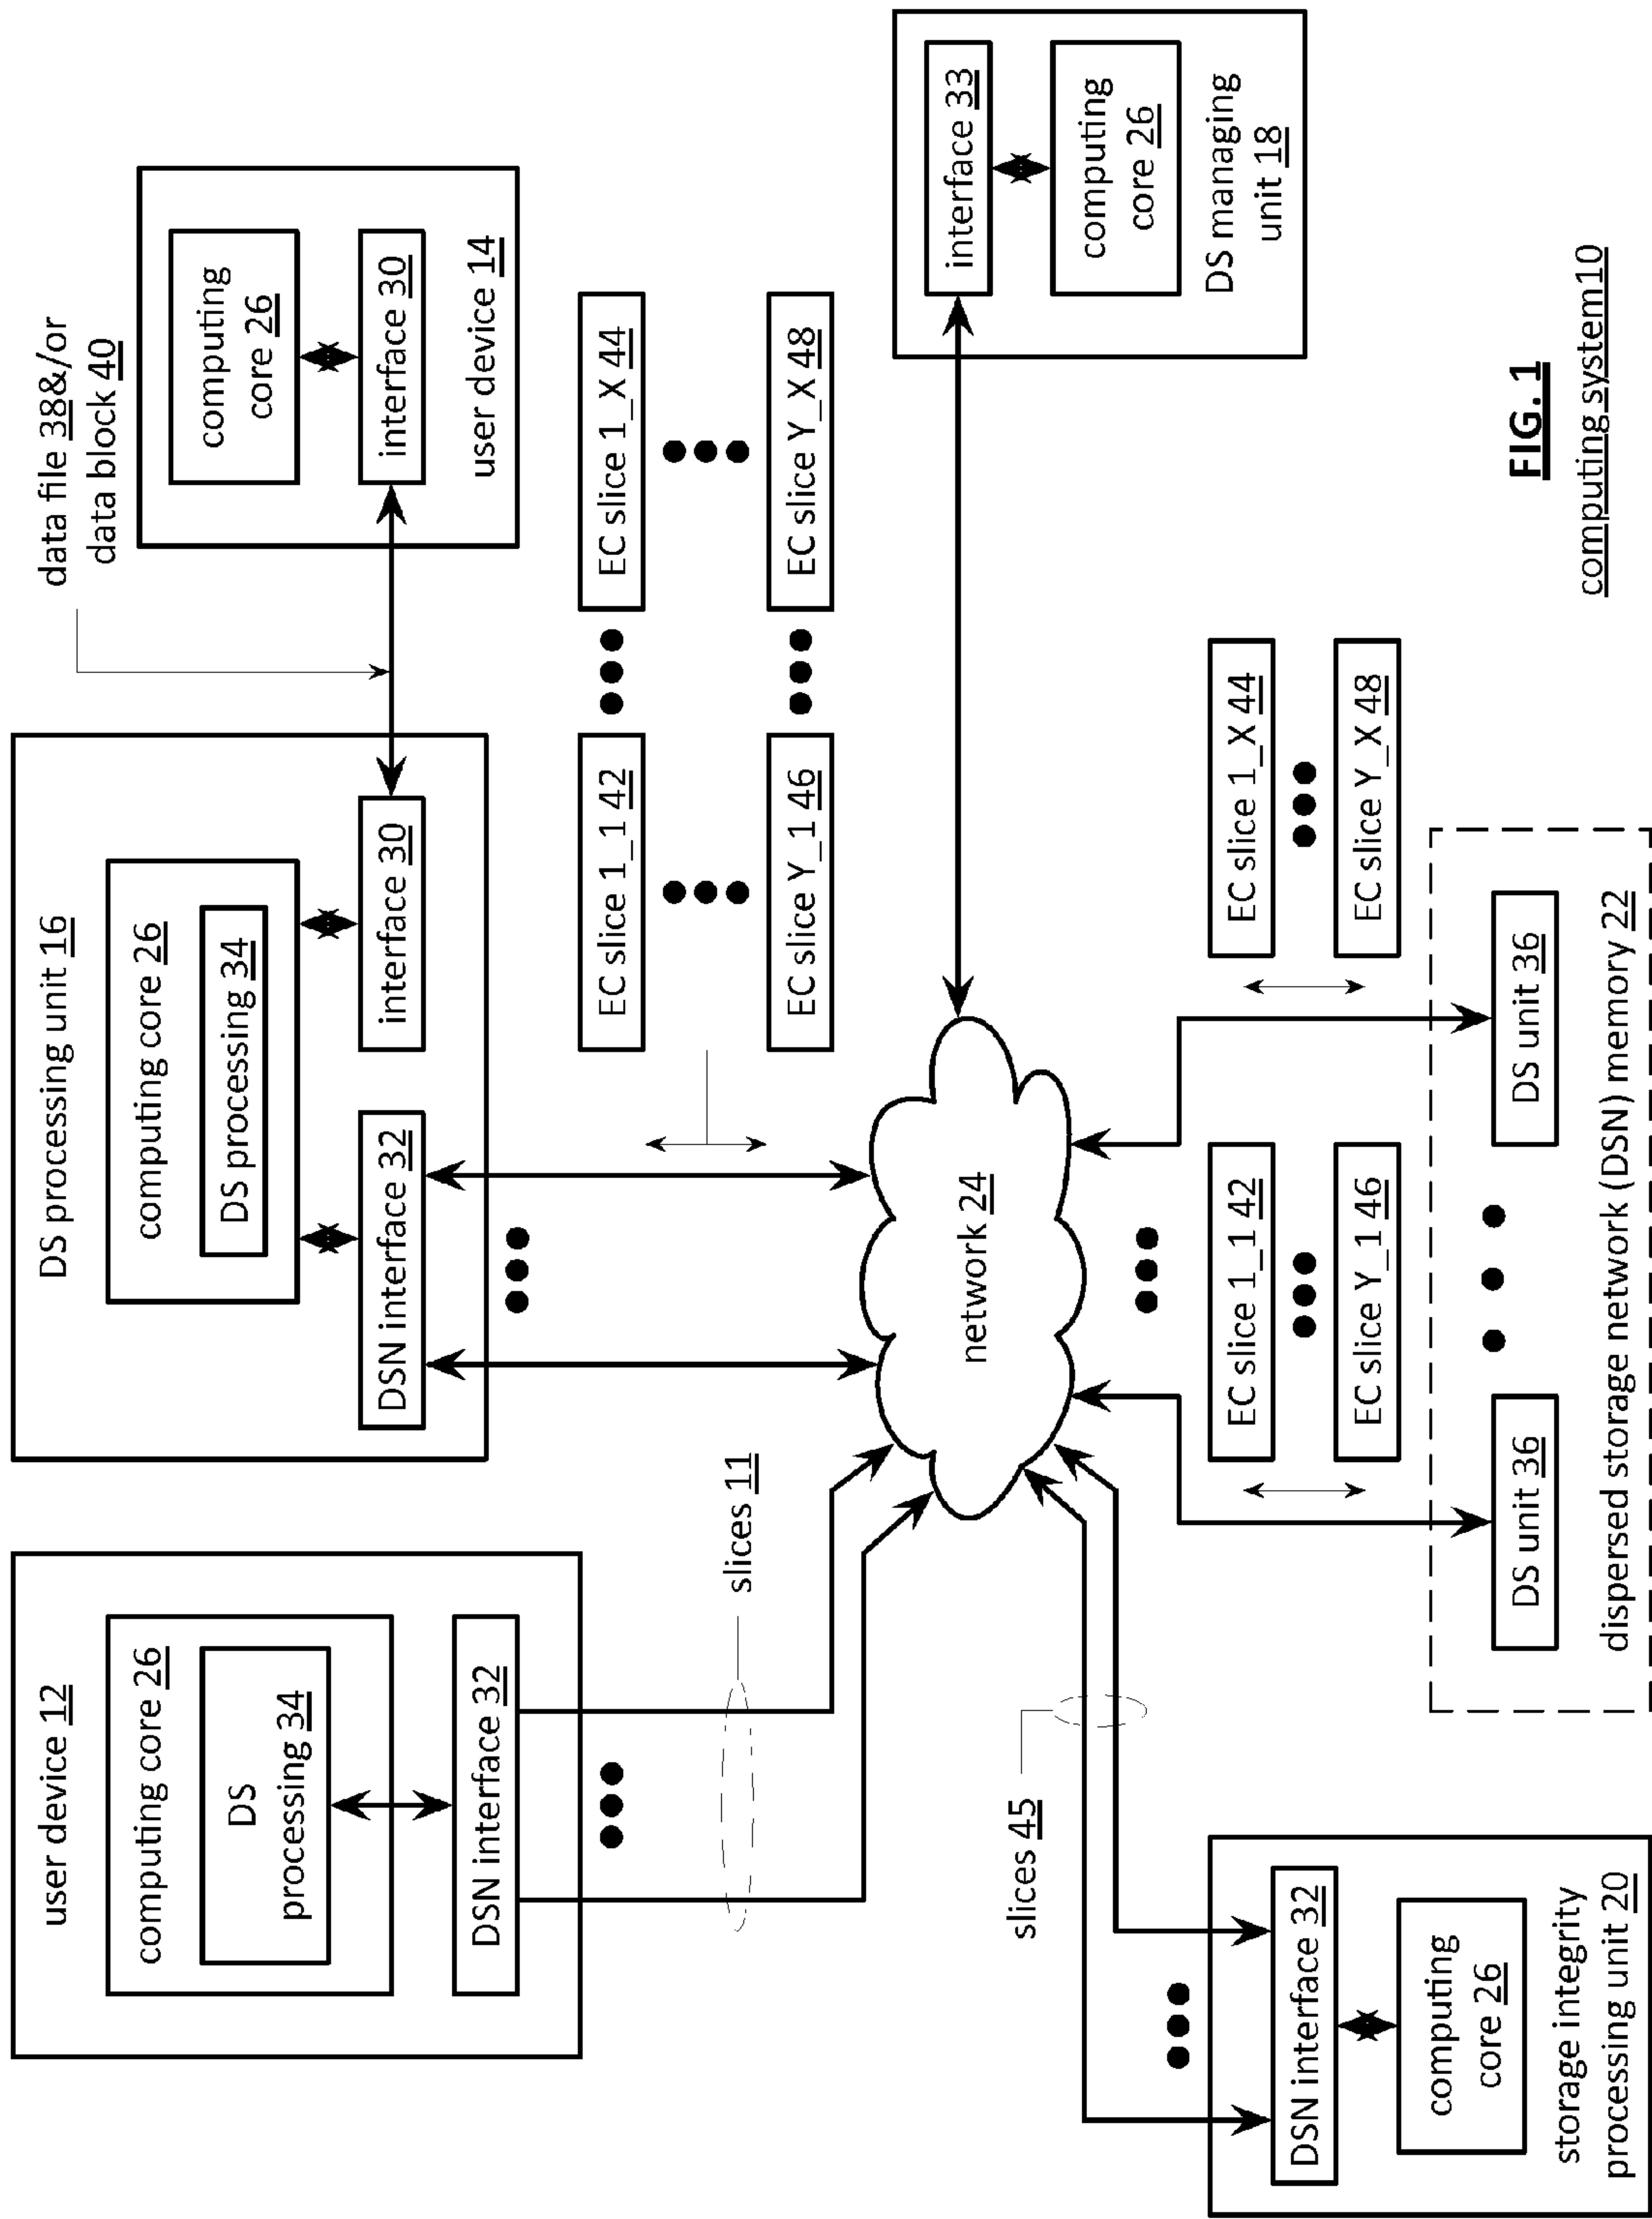 user device 12
computing core 26
DS
processing 34
DSN interface 32
slices 11
DS processing unit 16
computing core 26
DS processing 34
DSN interface 32
interface 30
data file 38&/or
data block 40
computing
core 26
interface 30
user device 14
EC slice 1_1 42
EC slice 1_X 44
EC slice Y_1 46
EC slice Y_X 48
network 24
interface 33
computing
core 26
DS managing
unit 18
slices 45
DSN interface 32
computing
core 26
storage integrity
processing unit 20
EC slice 1_1 42
EC slice Y_1 46
EC slice 1_X 44
EC slice Y_X 48
DS unit 36
DS unit 36
dispersed storage network (DSN) memory 22
FIG. 1
computing system10